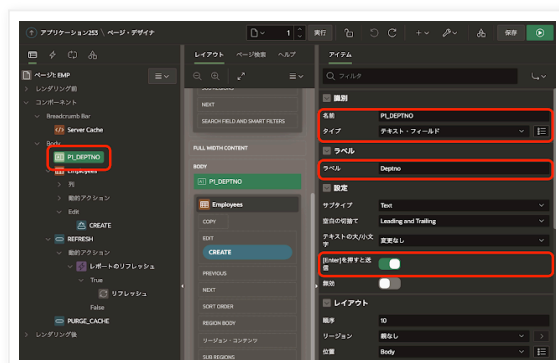 アプリケーション253 \ ページ・デザイナ
1
実行
保存
ページ1: EMP
レンダリング前
コンポーネント
Breadcrumb Bar
Server Cache
Body
P1_DEPTNO
Employees
列
動的アクション
Edit
CREATE
REFRESH
動的アクション
レポートのリフレッシュ
True
リフレッシュ
False
PURGE_CACHE
レンダリング後
レイアウト ページ検索 ヘルプ
NEXT
SEARCH FIELD AND SMART FILTERS
FULL WIDTH CONTENT
BODY
P1_DEPTNO
Employees
COPY
EDIT
CREATE
PREVIOUS
NEXT
SORT ORDER
REGION BODY
リージョン・コンテンツ
SUB REGIONS
アイテム
フィルタ
識別
名前 P1_DEPTNO
タイプ テキスト・フィールド
ラベル
ラベル Deptno
設定
サブタイプ Text
空白の切捨て Leading and Trailing
テキストの大/小文字 変更なし
[Enter]を押すと送信
無効
レイアウト
順序 10
リージョン 親なし
位置 Body